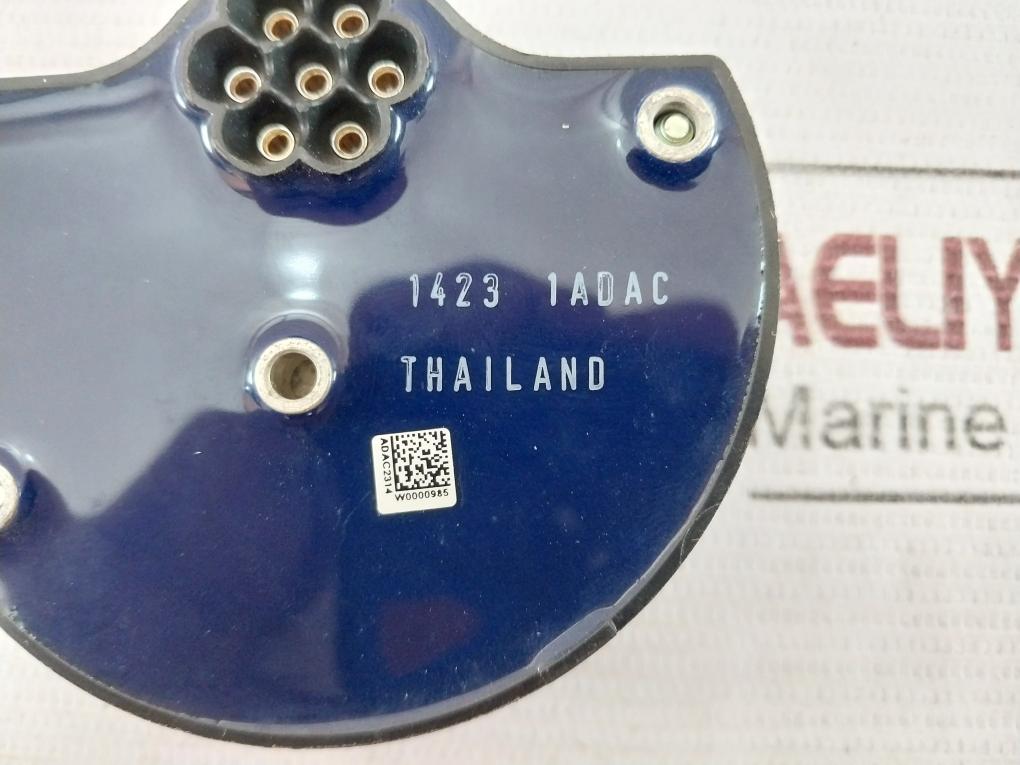 1423 1ADAC
THAILAND
ADAC2314
W0000985
AELIY
Marine